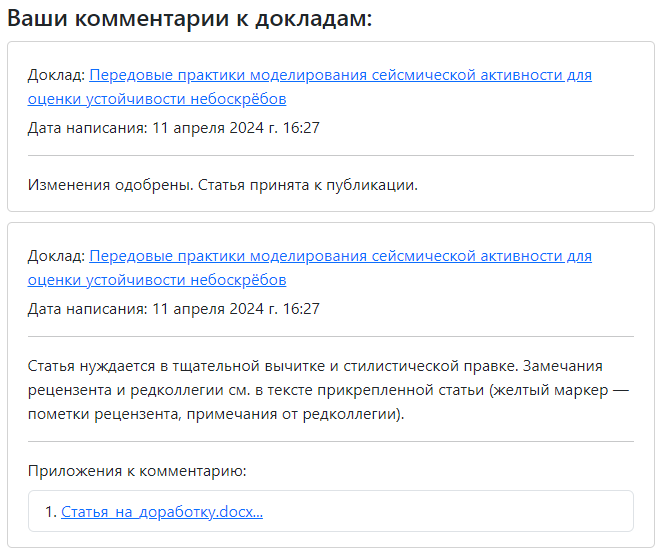 Ваши комментарии к докладам:
Доклад: Передовые практики моделирования сейсмической активности для
оценки устойчивости небоскрёбов
Дата написания: 11 апреля 2024 г. 16:27
Изменения одобрены. Статья принята к публикации.
Доклад: Передовые практики моделирования сейсмической активности для
оценки устойчивости небоскрёбов
Дата написания: 11 апреля 2024 г. 16:27
Статья нуждается в тщательной вычитке и стилистической правке. Замечания
рецензента и редколлегии см. в тексте прикрепленной статьи (желтый маркер —
пометки рецензента, примечания от редколлегии).
Приложения к комментарию:
1. Статья_на_доработку.docx...